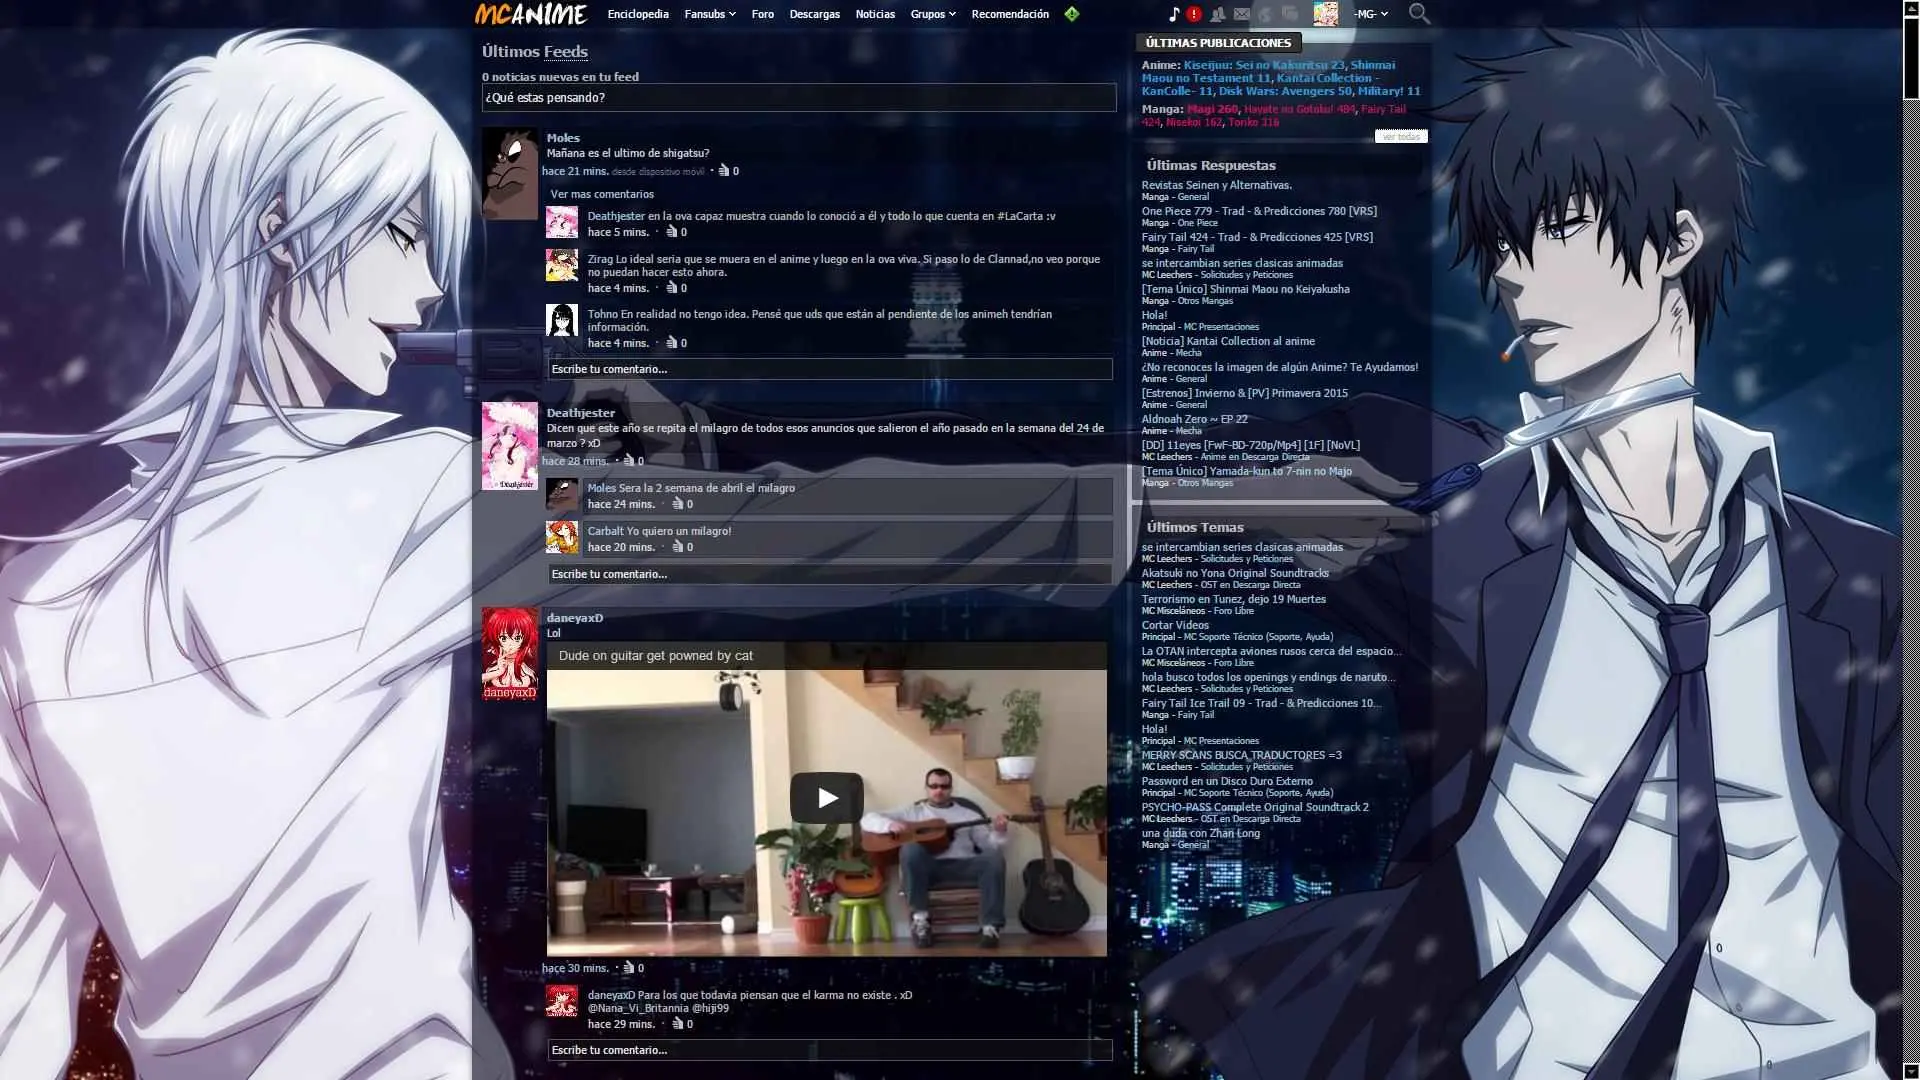 MCANIME
Enciclopedia Fansubs Foro Descargas Noticias Grupos Recomendación
-MG-
Últimos Feeds
0 noticias nuevas en tu feed
¿Qué estas pensando?
Moles
Mañana es el ultimo de shigatsu?
hace 21 mins. desde dispositivo móvil · 0
Ver mas comentarios
Deathjester en la ova capaz muestra cuando lo conoció a él y todo lo que cuenta en #LaCarta :v
hace 5 mins. · 0
Zirag Lo ideal seria que se muera en el anime y luego en la ova viva. Si paso lo de Clannad,no veo porque
no puedan hacer esto ahora.
hace 4 mins. · 0
Tohno En realidad no tengo idea. Pensé que uds que están al pendiente de los animeh tendrían
información.
hace 4 mins. · 0
Escribe tu comentario...
Deathjester
Dicen que este año se repita el milagro de todos esos anuncios que salieron el año pasado en la semana del 24 de
marzo ? xD
hace 28 mins. · 0
Deathjester
Moles Sera la 2 semana de abril el milagro
hace 24 mins. · 0
Carbalt Yo quiero un milagro!
hace 20 mins. · 0
Escribe tu comentario...
daneyaxD
Lol
daneyaxD
Dude on guitar get powned by cat
hace 30 mins. · 0
daneyaxD Para los que todavia piensan que el karma no existe . xD
@Nana_Vi_Britannia @hiji99
hace 29 mins. · 0
Escribe tu comentario...
ÚLTIMAS PUBLICACIONES
Anime: Kiseijuu: Sei no Kakuritsu 23, Shinmai
Maou no Testament 11, Kantai Collection -
KanColle- 11, Disk Wars: Avengers 50, Military! 11
Manga: Magi 260, Hayate no Gotoku! 484, Fairy Tail
424, Nisekoi 162, Toriko 316
ver todas
Últimas Respuestas
Revistas Seinen y Alternativas.
Manga - General
One Piece 779 - Trad - & Predicciones 780 [VRS]
Manga - One Piece
Fairy Tail 424 - Trad - & Predicciones 425 [VRS]
Manga - Fairy Tail
se intercambian series clasicas animadas
MC Leechers - Solicitudes y Peticiones
[Tema Único] Shinmai Maou no Keiyakusha
Manga - Otros Mangas
Hola!
Principal - MC Presentaciones
[Noticia] Kantai Collection al anime
Anime - Mecha
¿No reconoces la imagen de algún Anime? Te Ayudamos!
Anime - General
[Estrenos] Invierno & [PV] Primavera 2015
Anime - General
Aldnoah Zero ~ EP 22
Anime - Mecha
[DD] 11eyes [FwF-BD-720p/Mp4] [1F] [NoVL]
MC Leechers - Anime en Descarga Directa
[Tema Único] Yamada-kun to 7-nin no Majo
Manga - Otros Mangas
Últimos Temas
se intercambian series clasicas animadas
MC Leechers - Solicitudes y Peticiones
Akatsuki no Yona Original Soundtracks
MC Leechers - OST en Descarga Directa
Terrorismo en Tunez, dejo 19 Muertes
MC Misceláneos - Foro Libre
Cortar Videos
Principal - MC Soporte Técnico (Soporte, Ayuda)
La OTAN intercepta aviones rusos cerca del espacio...
MC Misceláneos - Foro Libre
hola busco todos los openings y endings de naruto...
MC Leechers - Solicitudes y Peticiones
Fairy Tail Ice Trail 09 - Trad - & Predicciones 10...
Manga - Fairy Tail
Hola!
Principal - MC Presentaciones
MERRY SCANS BUSCA TRADUCTORES =3
MC Leechers - Solicitudes y Peticiones
Password en un Disco Duro Externo
Principal - MC Soporte Técnico (Soporte, Ayuda)
PSYCHO-PASS Complete Original Soundtrack 2
MC Leechers - OST en Descarga Directa
una duda con Zhan Long
Manga - General